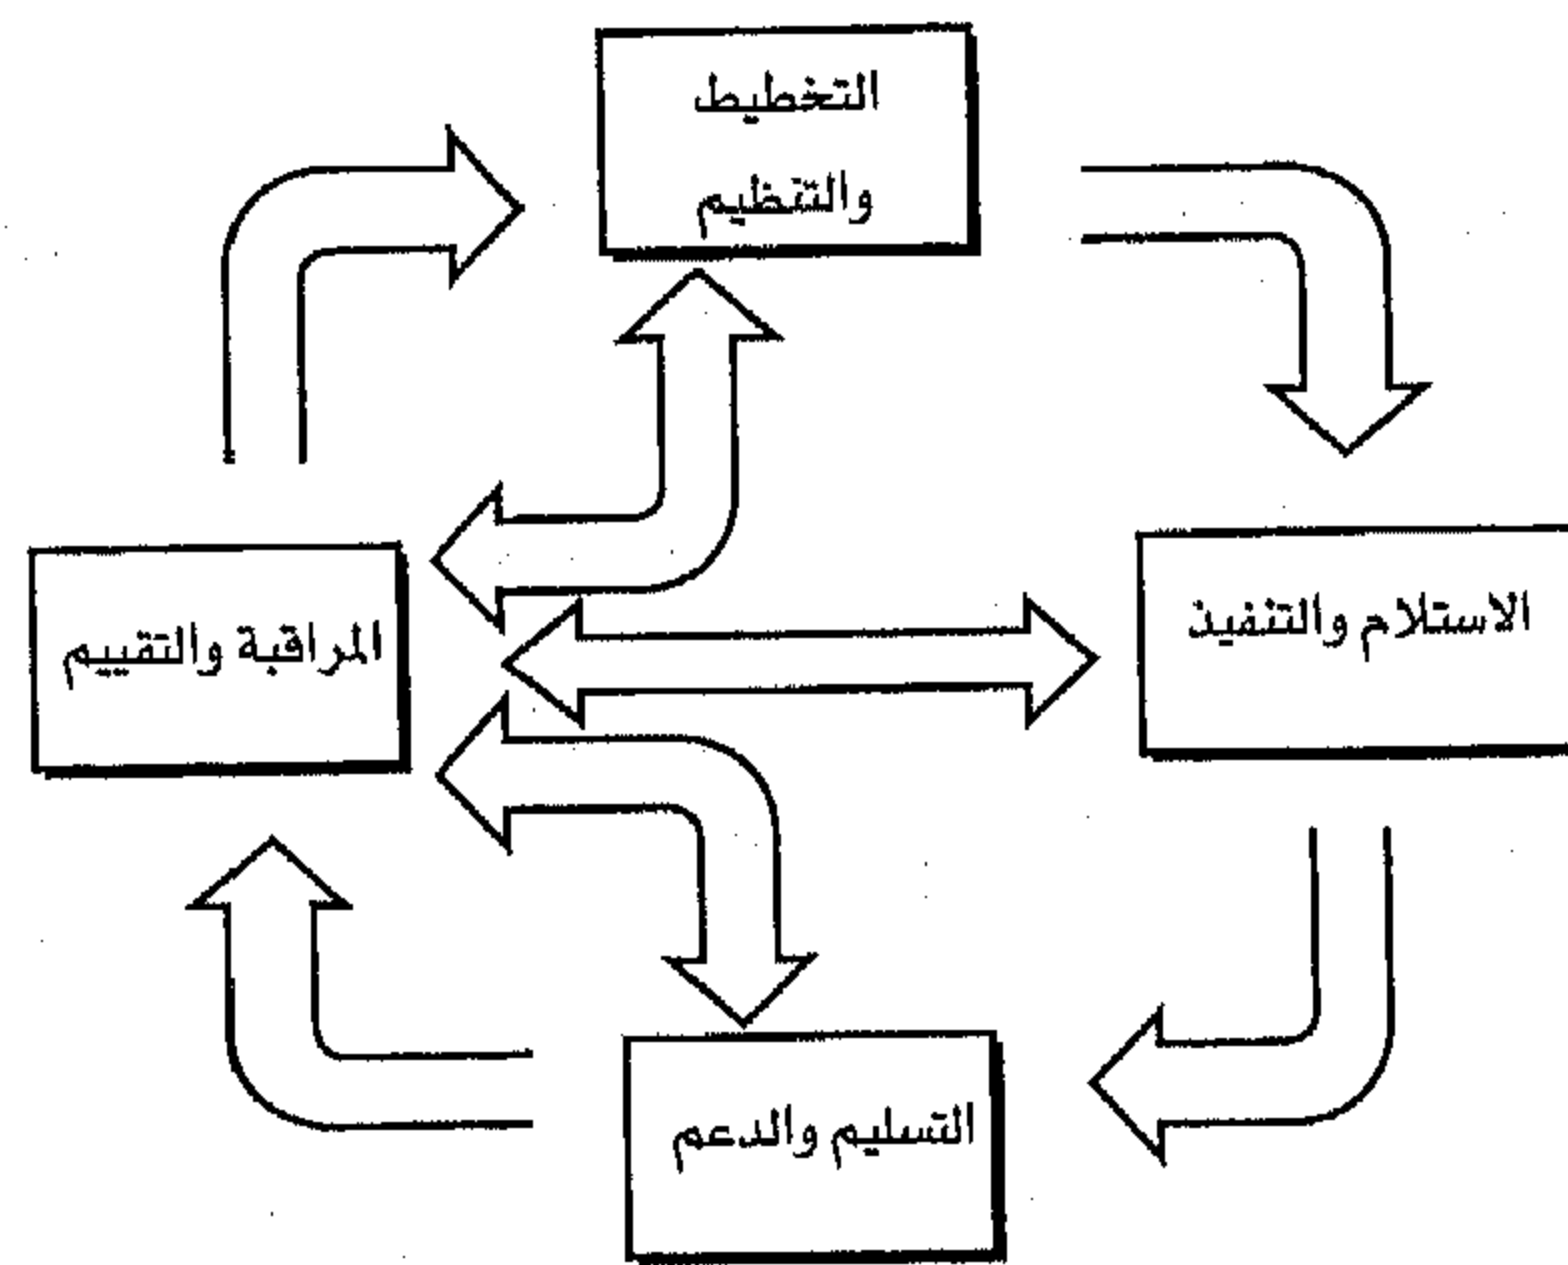 التخطيط
والتنظيم
الاستلام والتنفيذ
المراقبة والتقييم
التسليم والدعم